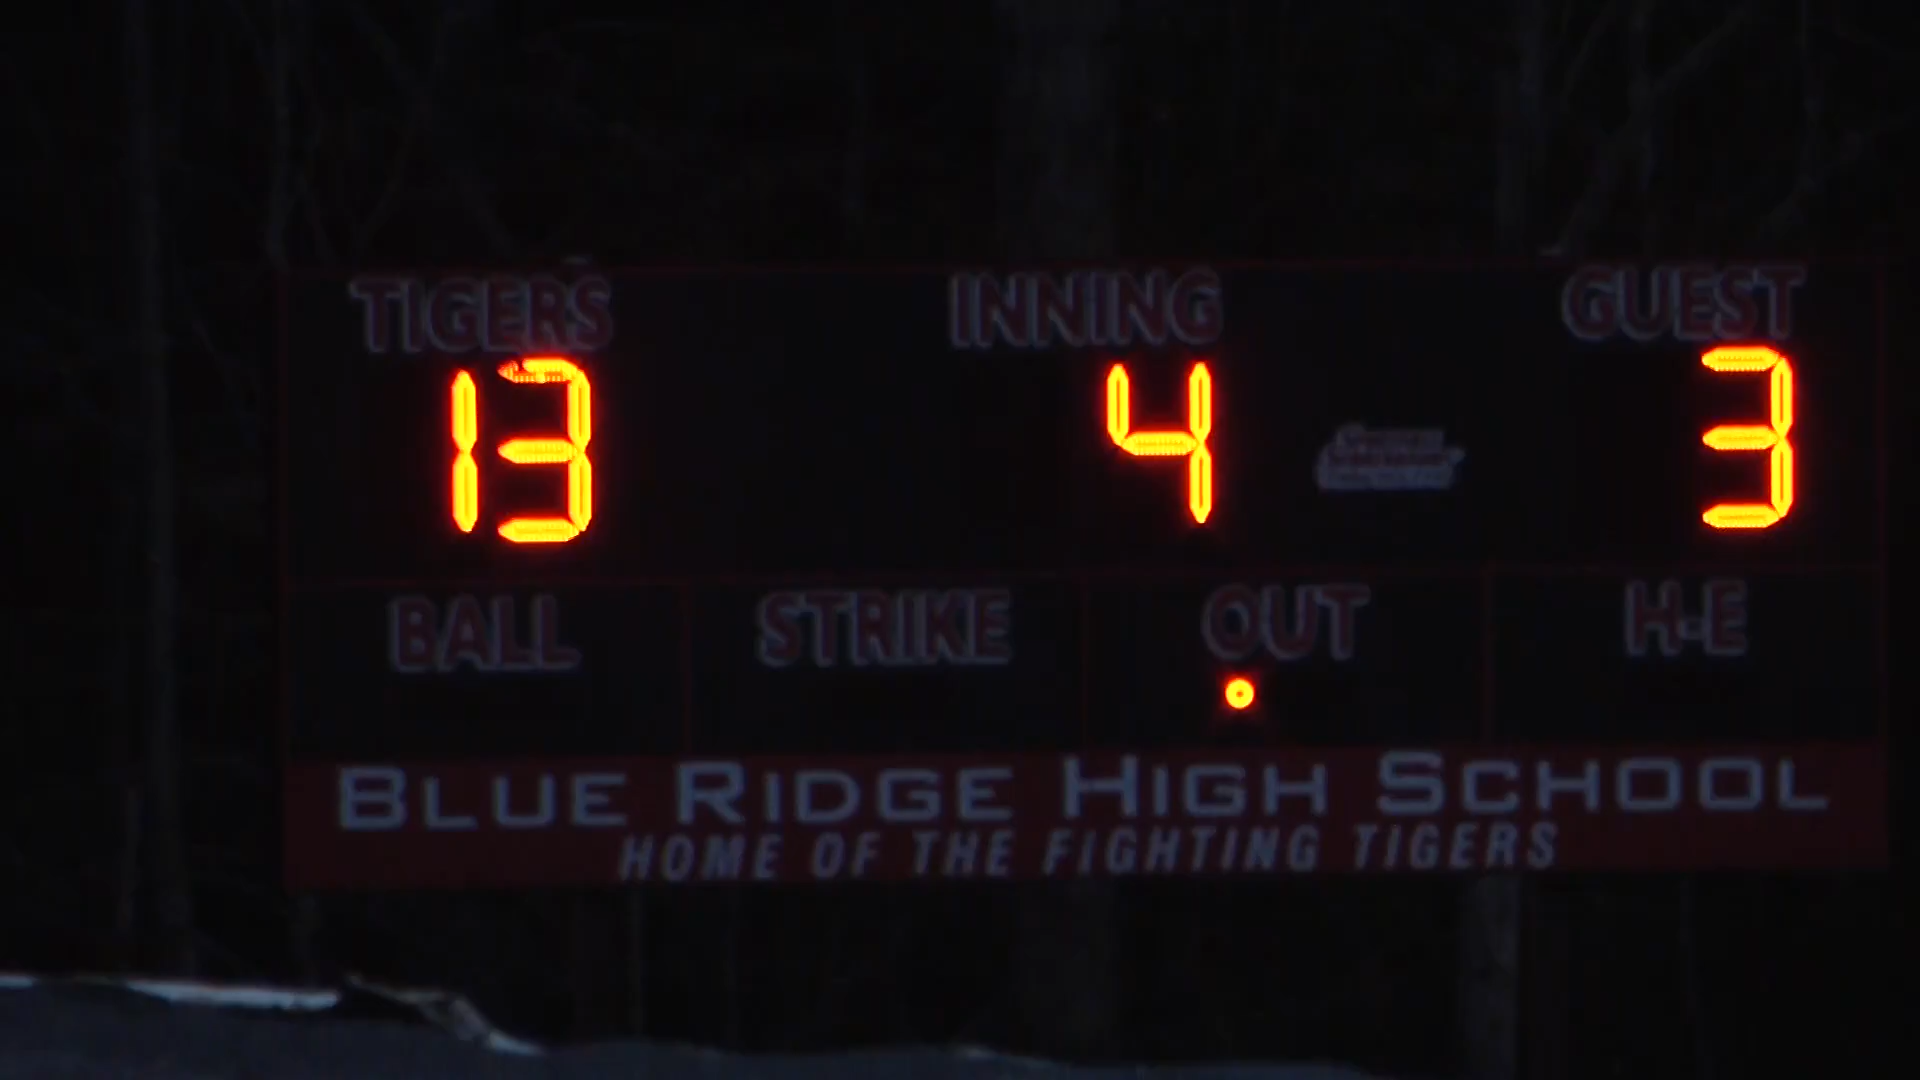 TIGERS INNING GUEST
13 4 3
BALL STRIKE OUT H-E
BLUE RIDGE HIGH SCHOOL
HOME OF THE FIGHTING TIGERS